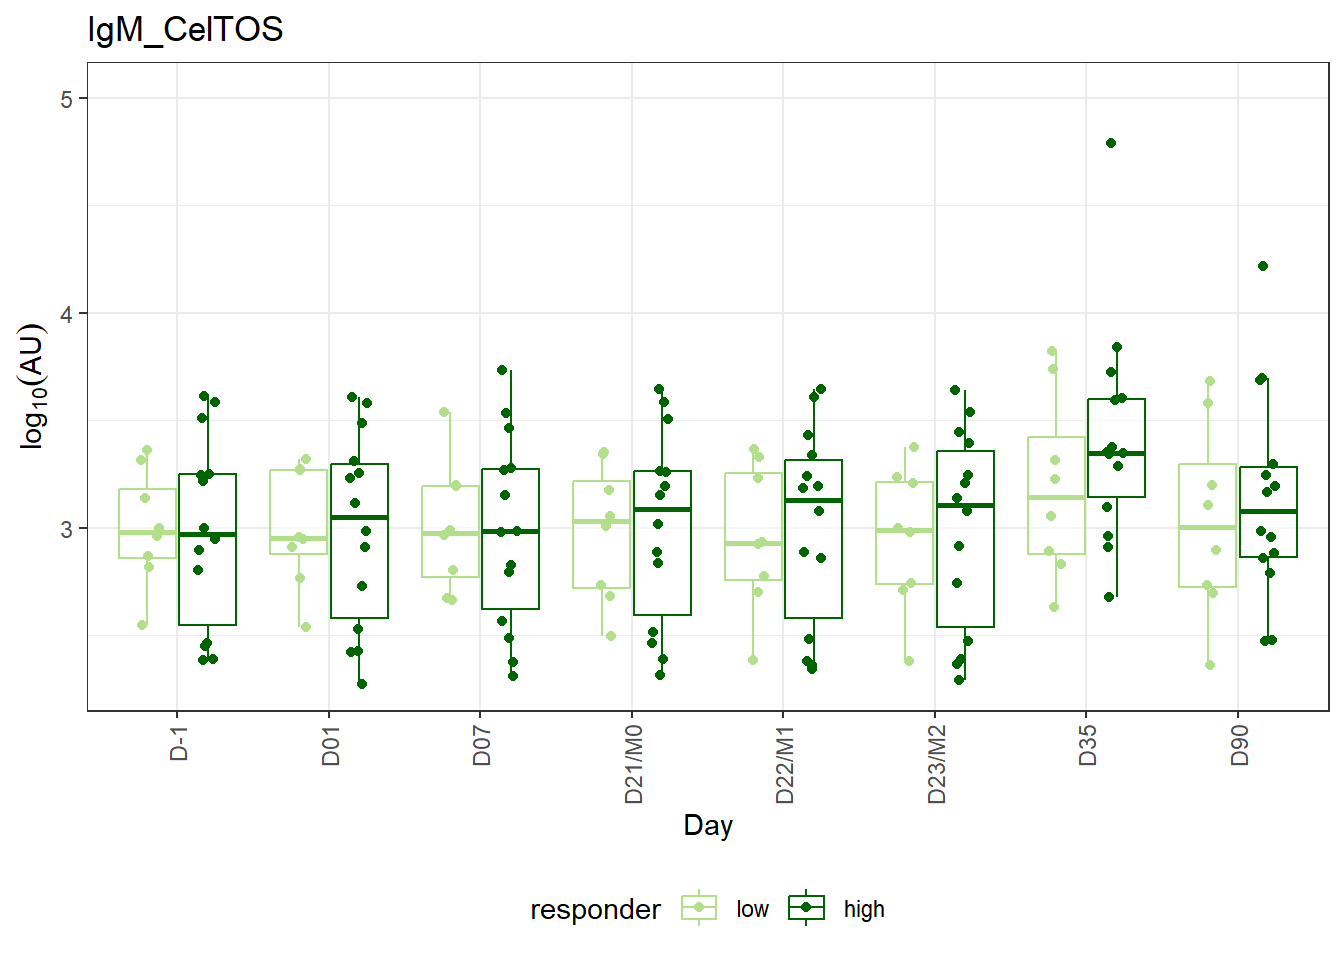 IgM_CelTOS
log10(AU)
5
4
3
D-1
D01
D07
D21/M0
D22/M1
D23/M2
D35
D90
Day
responder low high